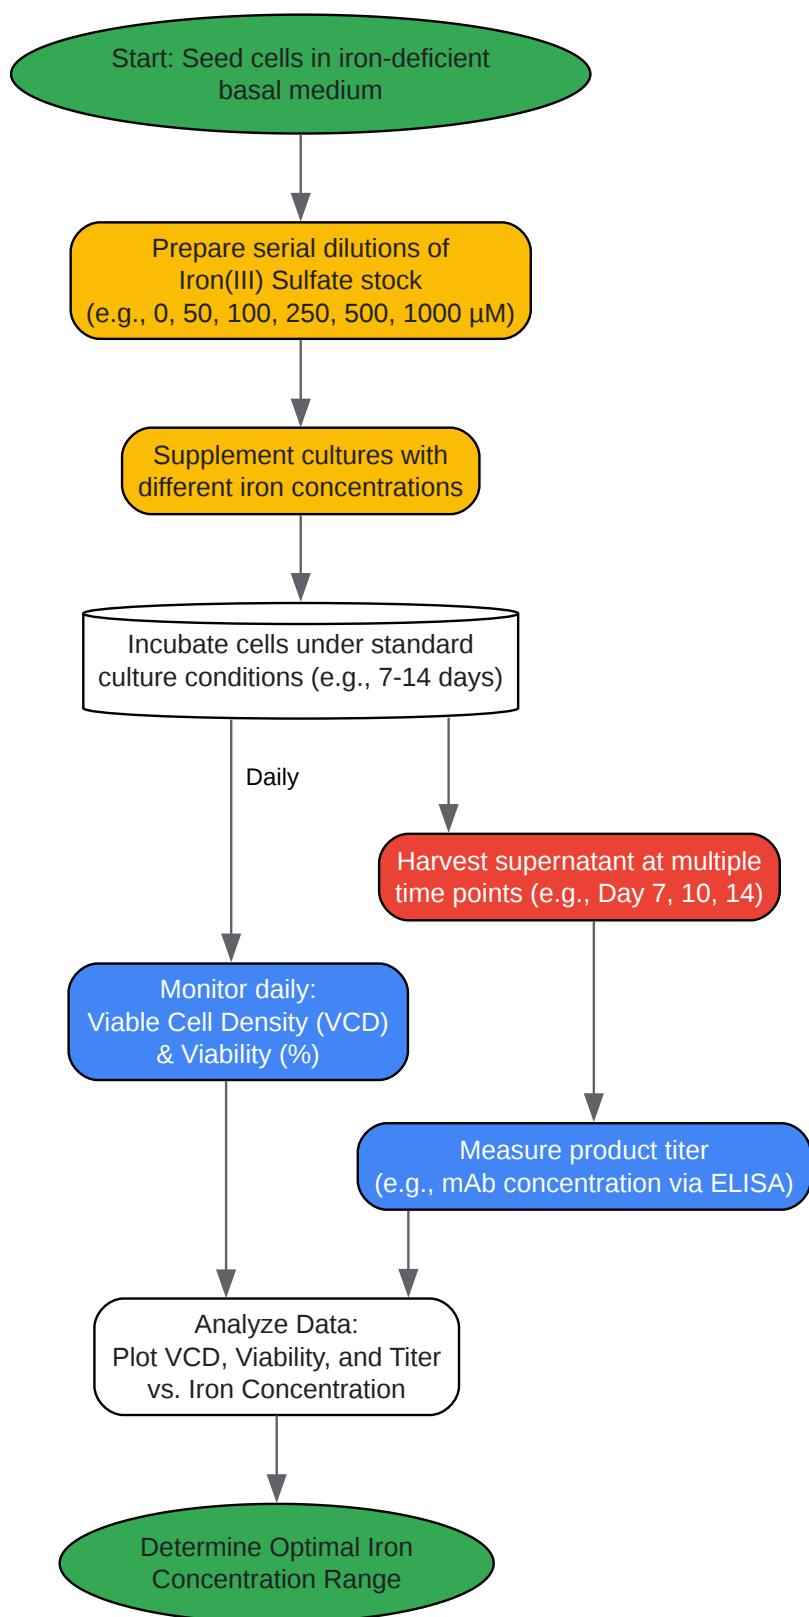 Start: Seed cells in iron-deficient
basal medium
Prepare serial dilutions of
Iron(III) Sulfate stock
(e.g., 0, 50, 100, 250, 500, 1000 µM)
Supplement cultures with
different iron concentrations
Incubate cells under standard
culture conditions (e.g., 7-14 days)
Daily
Harvest supernatant at multiple
time points (e.g., Day 7, 10, 14)
Monitor daily:
Viable Cell Density (VCD)
& Viability (%)
Measure product titer
(e.g., mAb concentration via ELISA)
Analyze Data:
Plot VCD, Viability, and Titer
vs. Iron Concentration
Determine Optimal Iron
Concentration Range